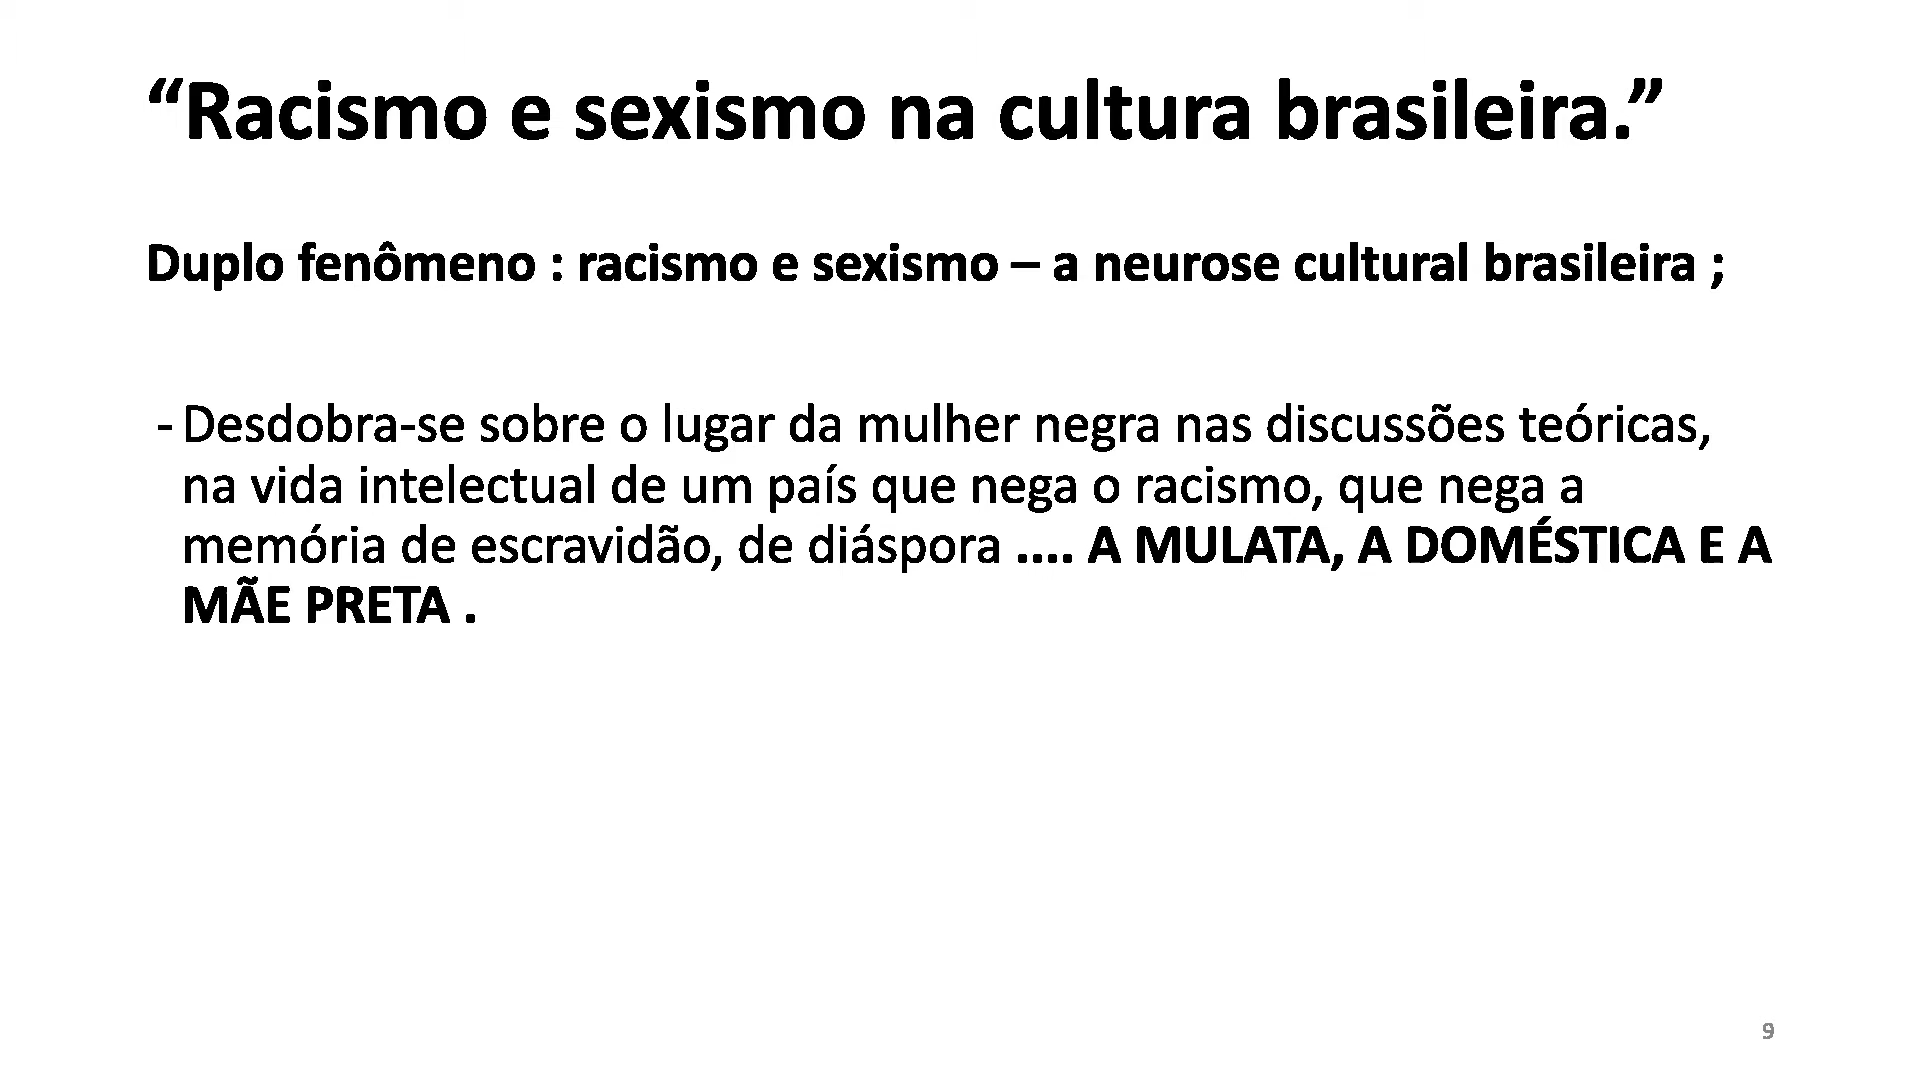 “Racismo e sexismo na cultura brasileira.”
Duplo fenômeno : racismo e sexismo – a neurose cultural brasileira ;
- Desdobra-se sobre o lugar da mulher negra nas discussões teóricas,
na vida intelectual de um país que nega o racismo, que nega a
memória de escravidão, de diáspora .... A MULATA, A DOMÉSTICA E A
MÃE PRETA .
9